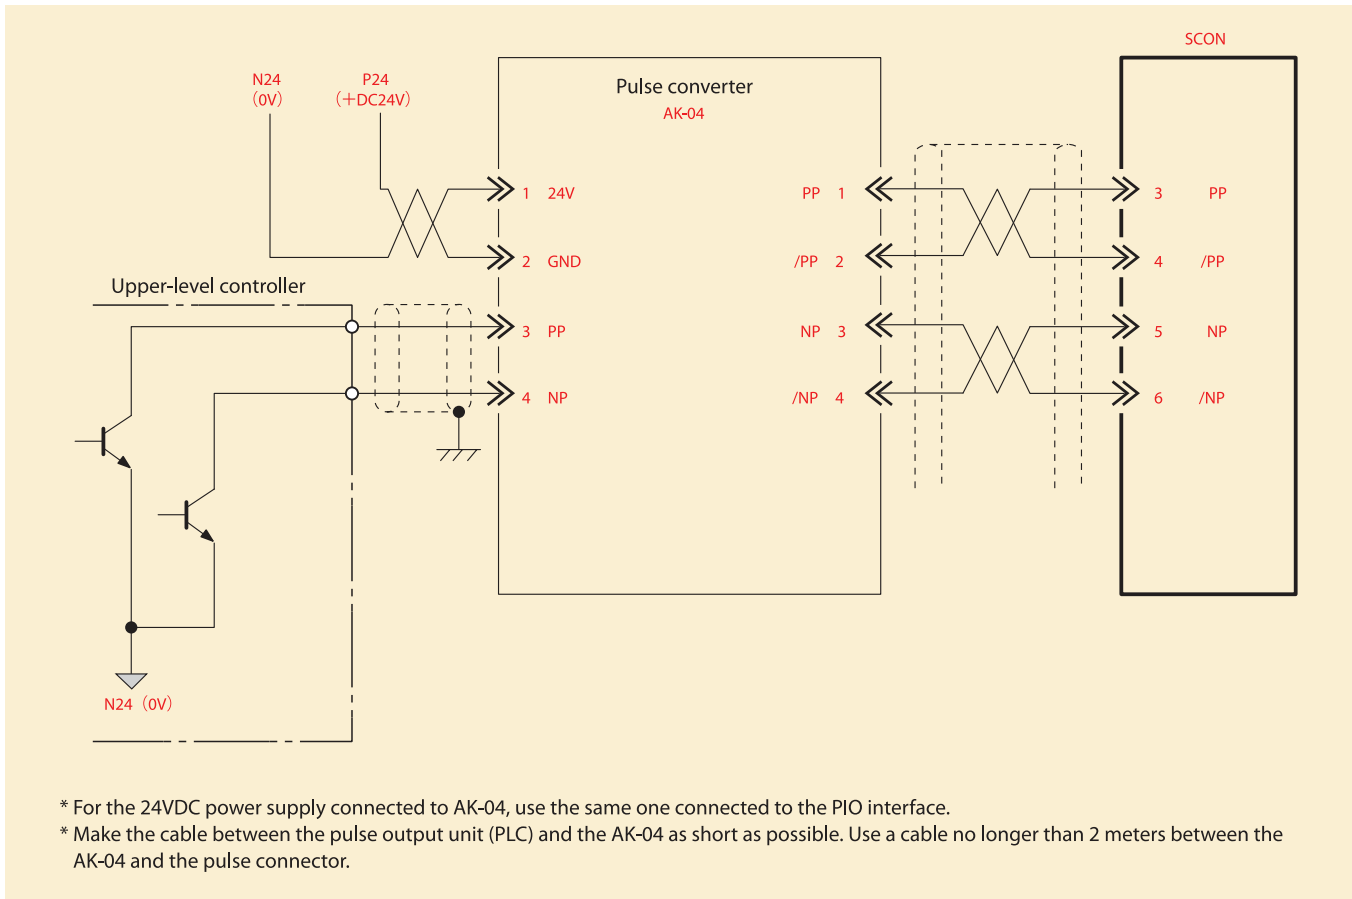 SCON
N24
（0V）
P24
（＋DC24V）
Pulse converter
AK-04
1 24V
PP 1
3 PP
2 GND
/PP 2
4 /PP
Upper-level controller
3 PP
NP 3
5 NP
4 NP
/NP 4
6 /NP
N24（0V）
* For the 24VDC power supply connected to AK-04, use the same one connected to the PIO interface.
* Make the cable between the pulse output unit (PLC) and the AK-04 as short as possible. Use a cable no longer than 2 meters between the
AK-04 and the pulse connector.